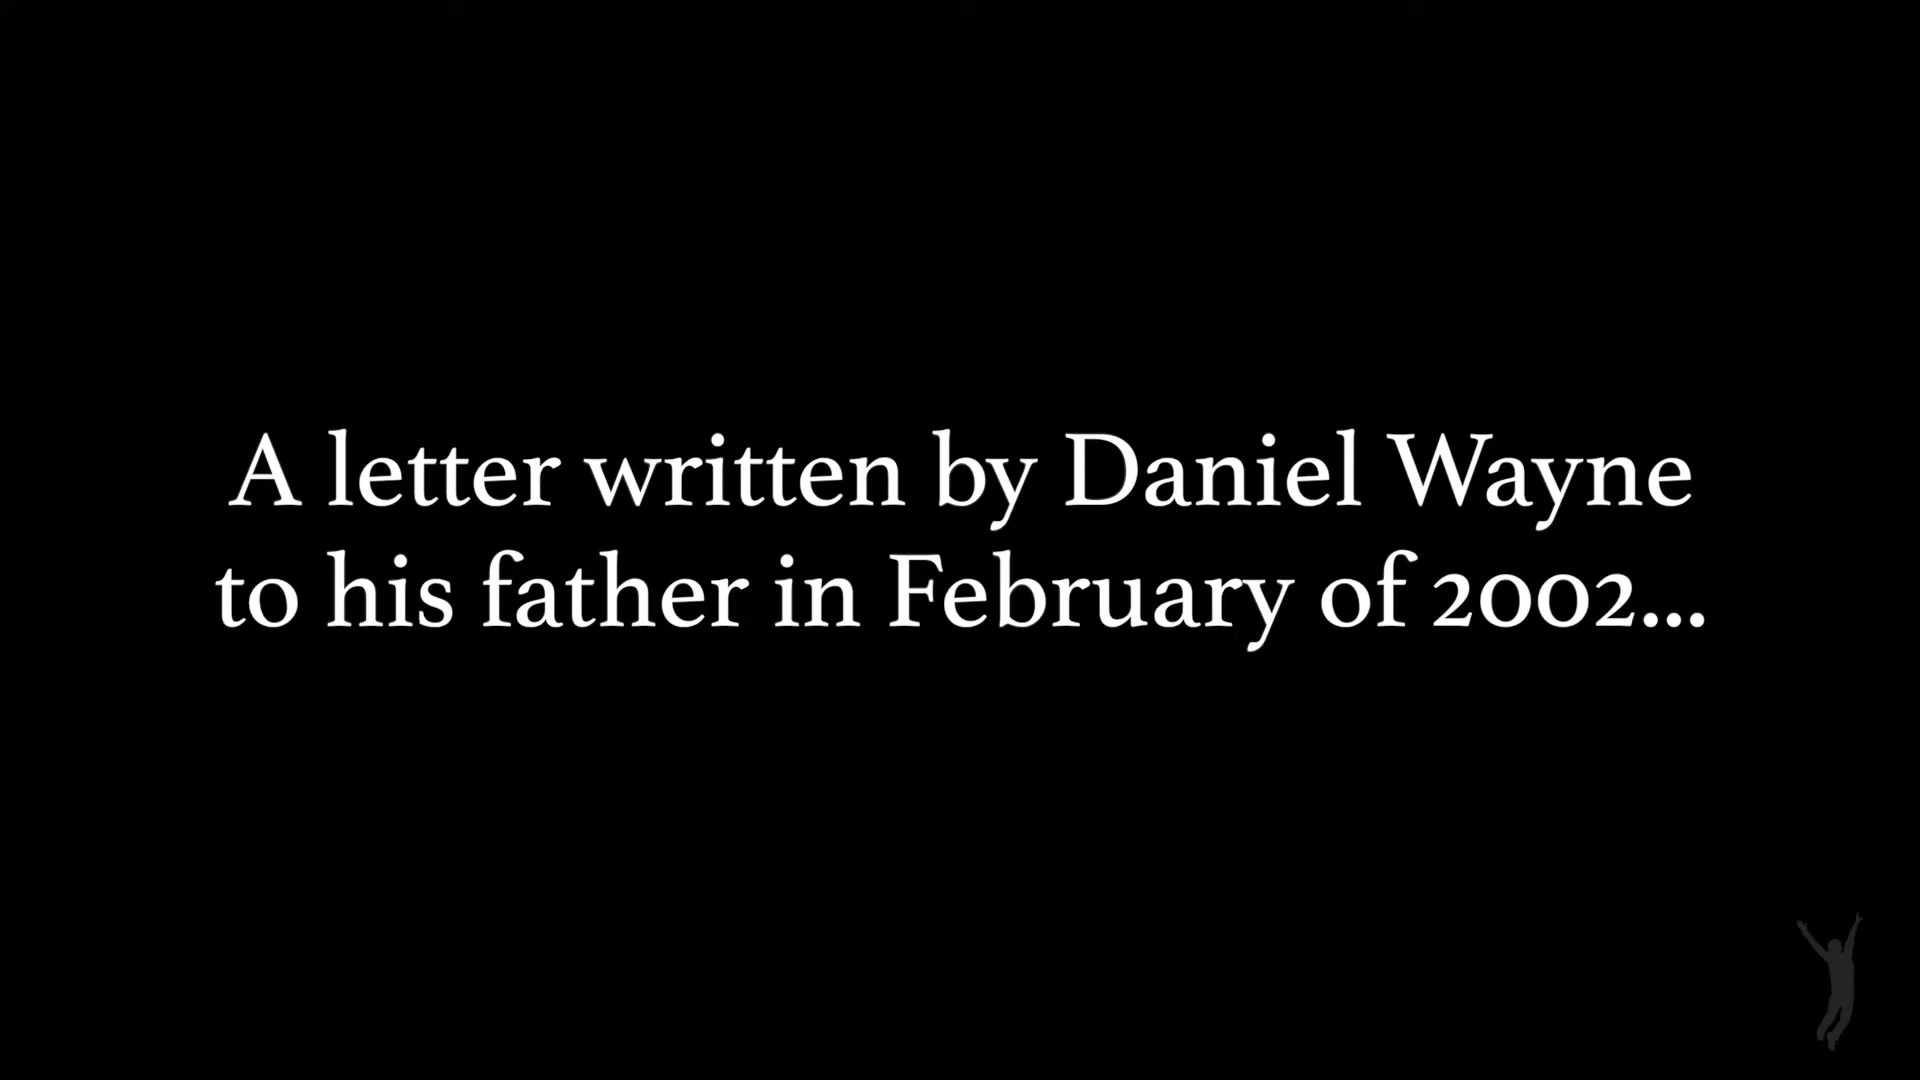 A letter written by Daniel Wayne
to his father in February of 2002...